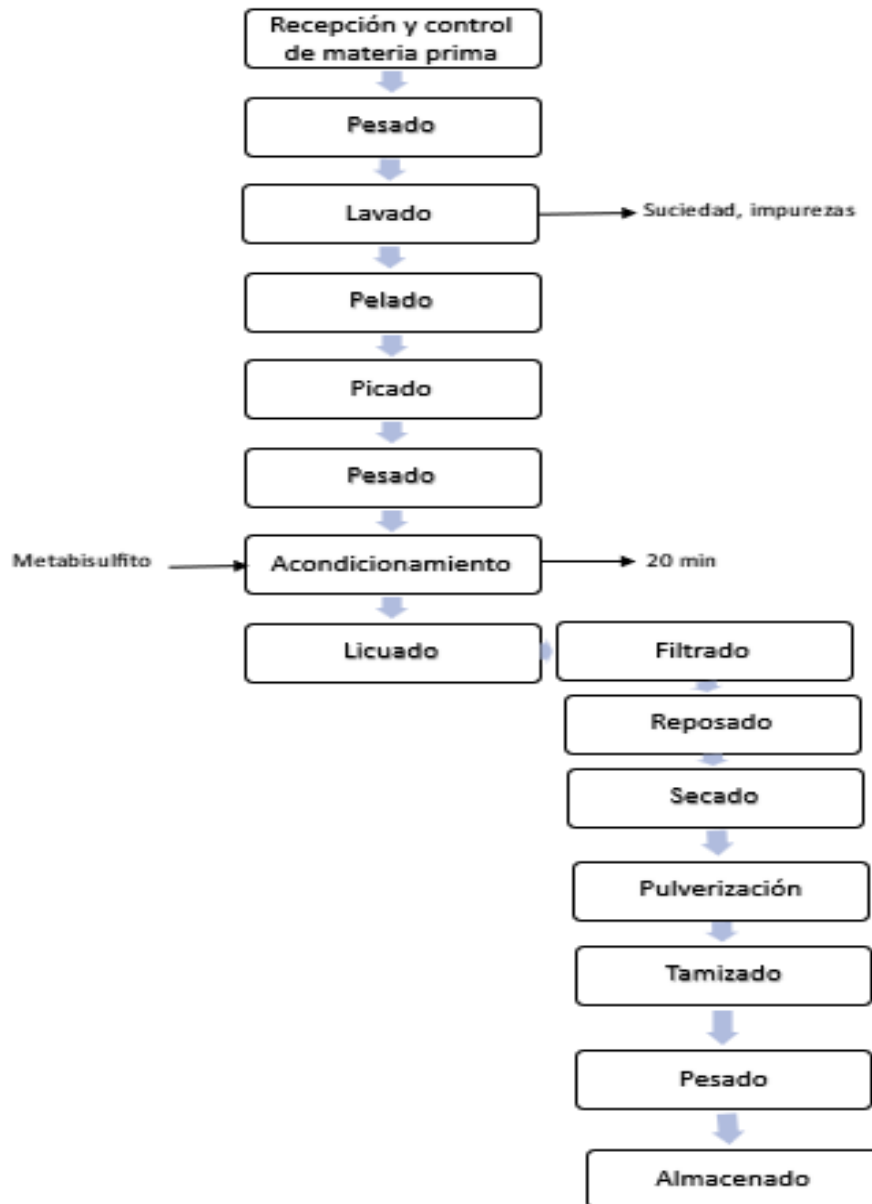 Recepción y control
de materia prima
Pesado
Lavado
Suciedad, impurezas
Pelado
Picado
Pesado
Metabisulfito
Acondicionamiento
20 min
Licuado
Filtrado
Reposado
Secado
Pulverización
Tamizado
Pesado
Almacenado